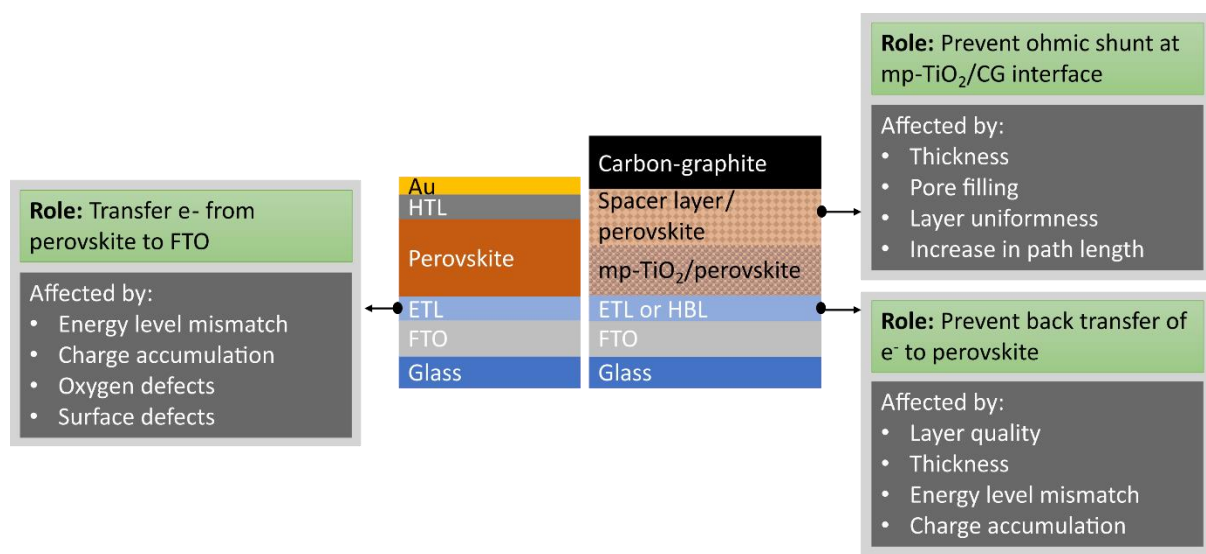 Role: Transfer e- from
perovskite to FTO
Affected by:
• Energy level mismatch
• Charge accumulation
• Oxygen defects
• Surface defects
Au
HTL
Perovskite
ETL
FTO
Glass
Carbon-graphite
Spacer layer/
perovskite
mp-TiO₂/perovskite
ETL or HBL
FTO
Glass
Role: Prevent ohmic shunt at
mp-TiO₂/CG interface
Affected by:
• Thickness
• Pore filling
• Layer uniformness
• Increase in path length
Role: Prevent back transfer of
e⁻ to perovskite
Affected by:
• Layer quality
• Thickness
• Energy level mismatch
• Charge accumulation